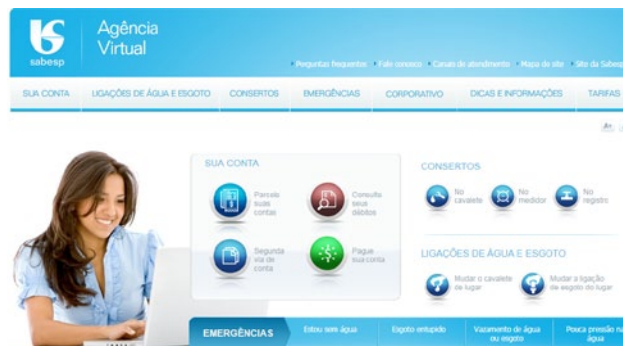 sabesp
Agência
Virtual
Perguntas frequentes
Fale conosco
Canais de atendimento
Mapa do site
Site da Sabesp
SUA CONTA
LIGAÇÕES DE ÁGUA E ESGOTO
CONSERTOS
EMERGÊNCIAS
CORPORATIVO
DICAS E INFORMAÇÕES
TARIFAS
A+
SUA CONTA
Parcele
suas
contas
Consulte
seus
débitos
Segunda
via de
conta
Pague
sua conta
CONSERTOS
No
cavalete
No
medidor
No
registro
LIGAÇÕES DE ÁGUA E ESGOTO
Mudar o cavalete
de lugar
Mudar a ligação
de esgoto do lugar
EMERGÊNCIAS
Estou sem água
Esgoto entupido
Vazamento de água
ou esgoto
Pouca pressão na
água